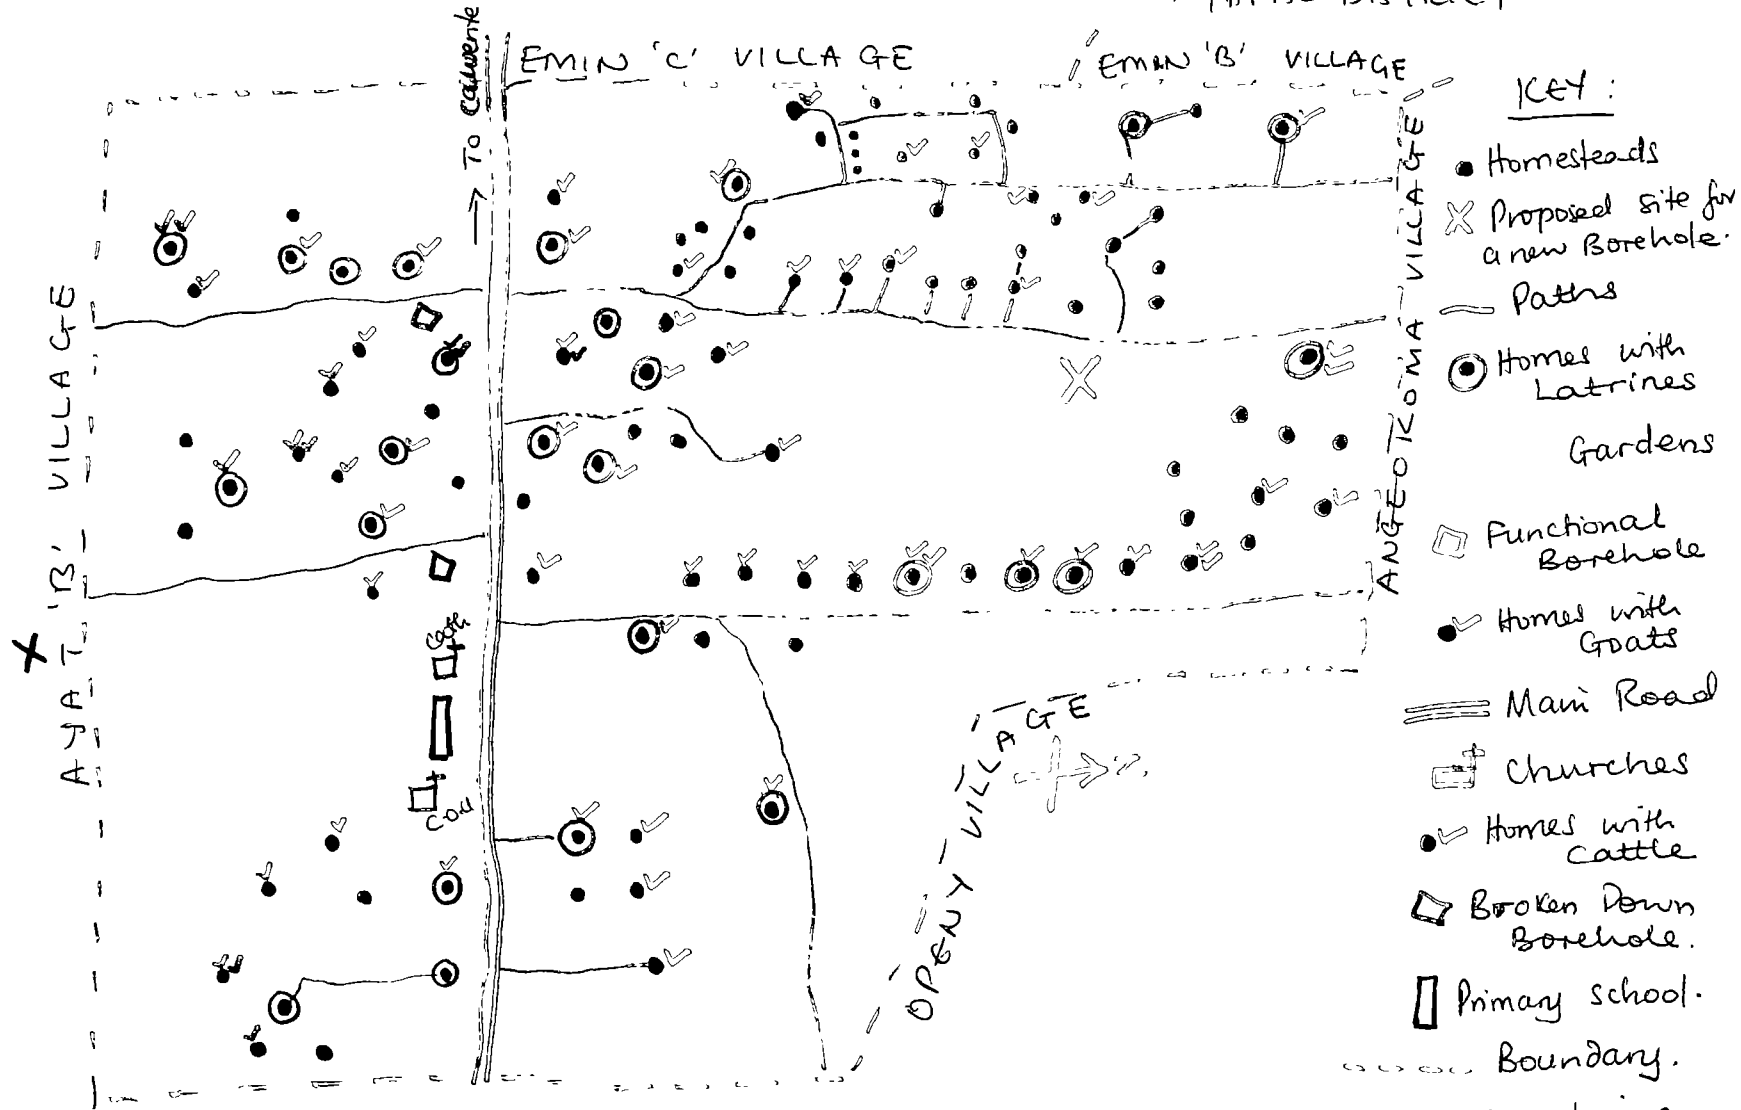 DISTRICT
EMIN 'C' VILLAGE
EMIN 'B' VILLAGE
→ TO
AYAT 'B' VILLAGE
ANGEOTKOMA VILLAGE
OPENY VILLAGE
C.O.U
KEY :
Homesteads
Proposed site for
a new Borehole.
Paths
Homes with
Latrines
Gardens
Functional
Borehole
Homes with
Goats
Main Road
Churches
Homes with
Cattle
Broken Down
Borehole.
Primary School.
Boundary.